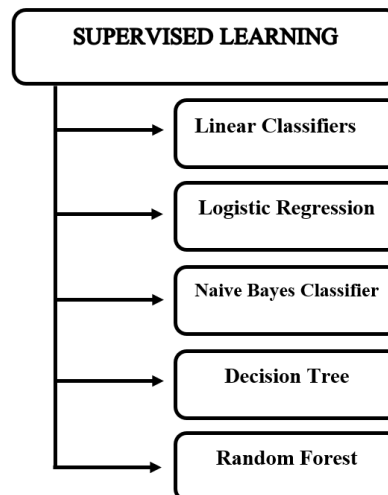 SUPERVISED LEARNING
Linear Classifiers
Logistic Regression
Naive Bayes Classifier
Decision Tree
Random Forest